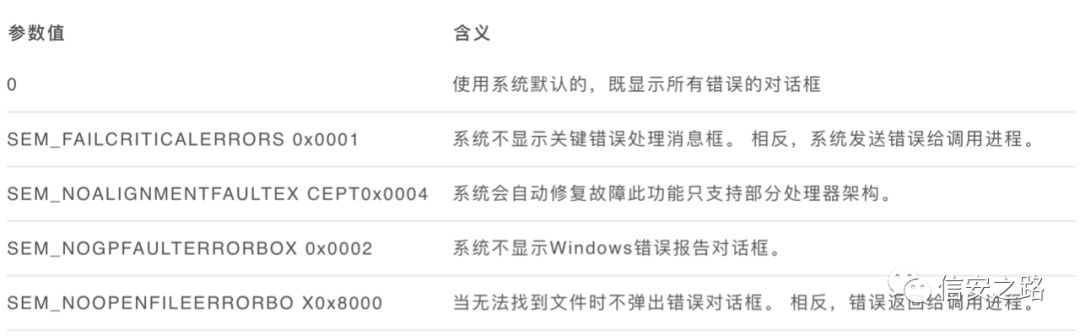 参数值 含义
0 使用系统默认的，既显示所有错误的对话框
SEM_FAILCRITICALERRORS 0x0001 系统不显示关键错误处理消息框。 相反，系统发送错误给调用进程。
SEM_NOALIGNMENTFAULTEX CEPT0x0004 系统会自动修复故障此功能只支持部分处理器架构。
SEM_NOGPFAULTERRORBOX 0x0002 系统不显示Windows错误报告对话框。
SEM_NOOPENFILEERRORBO X0x8000 当无法找到文件时不弹出错误对话框。 相反，错误返回给调用进程。
信安之路